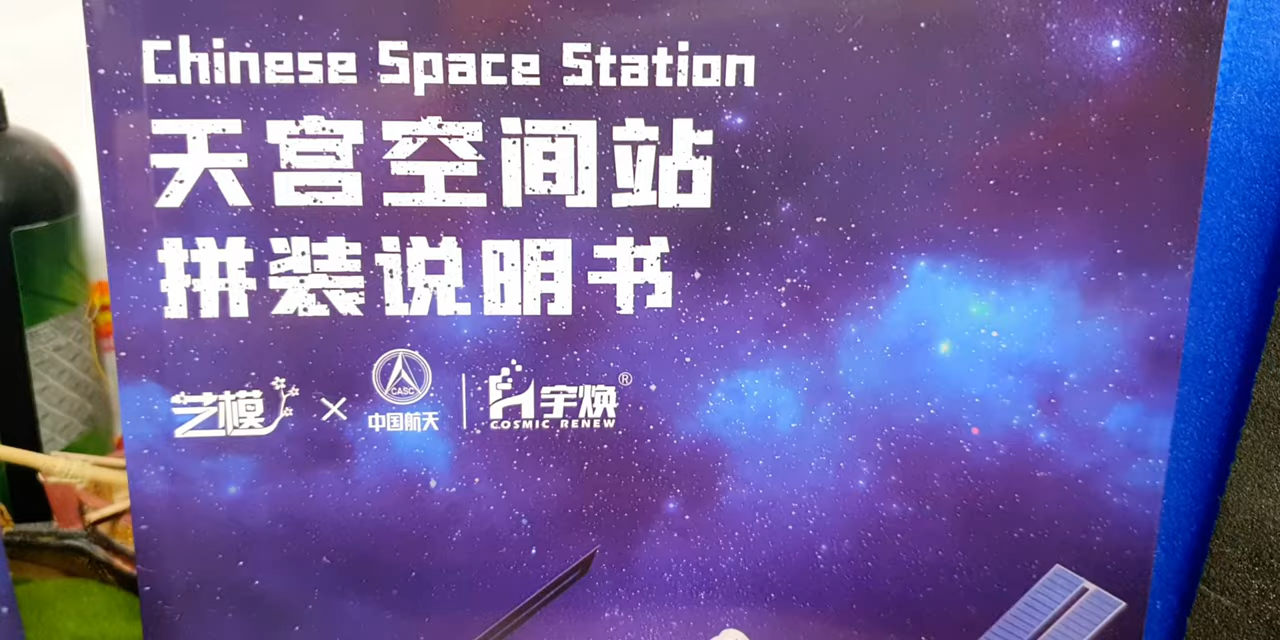 Chinese Space Station
天宫空间站
拼装说明书
艺模 × CASC 中国航天 | 宇焕®
COSMIC RENEW